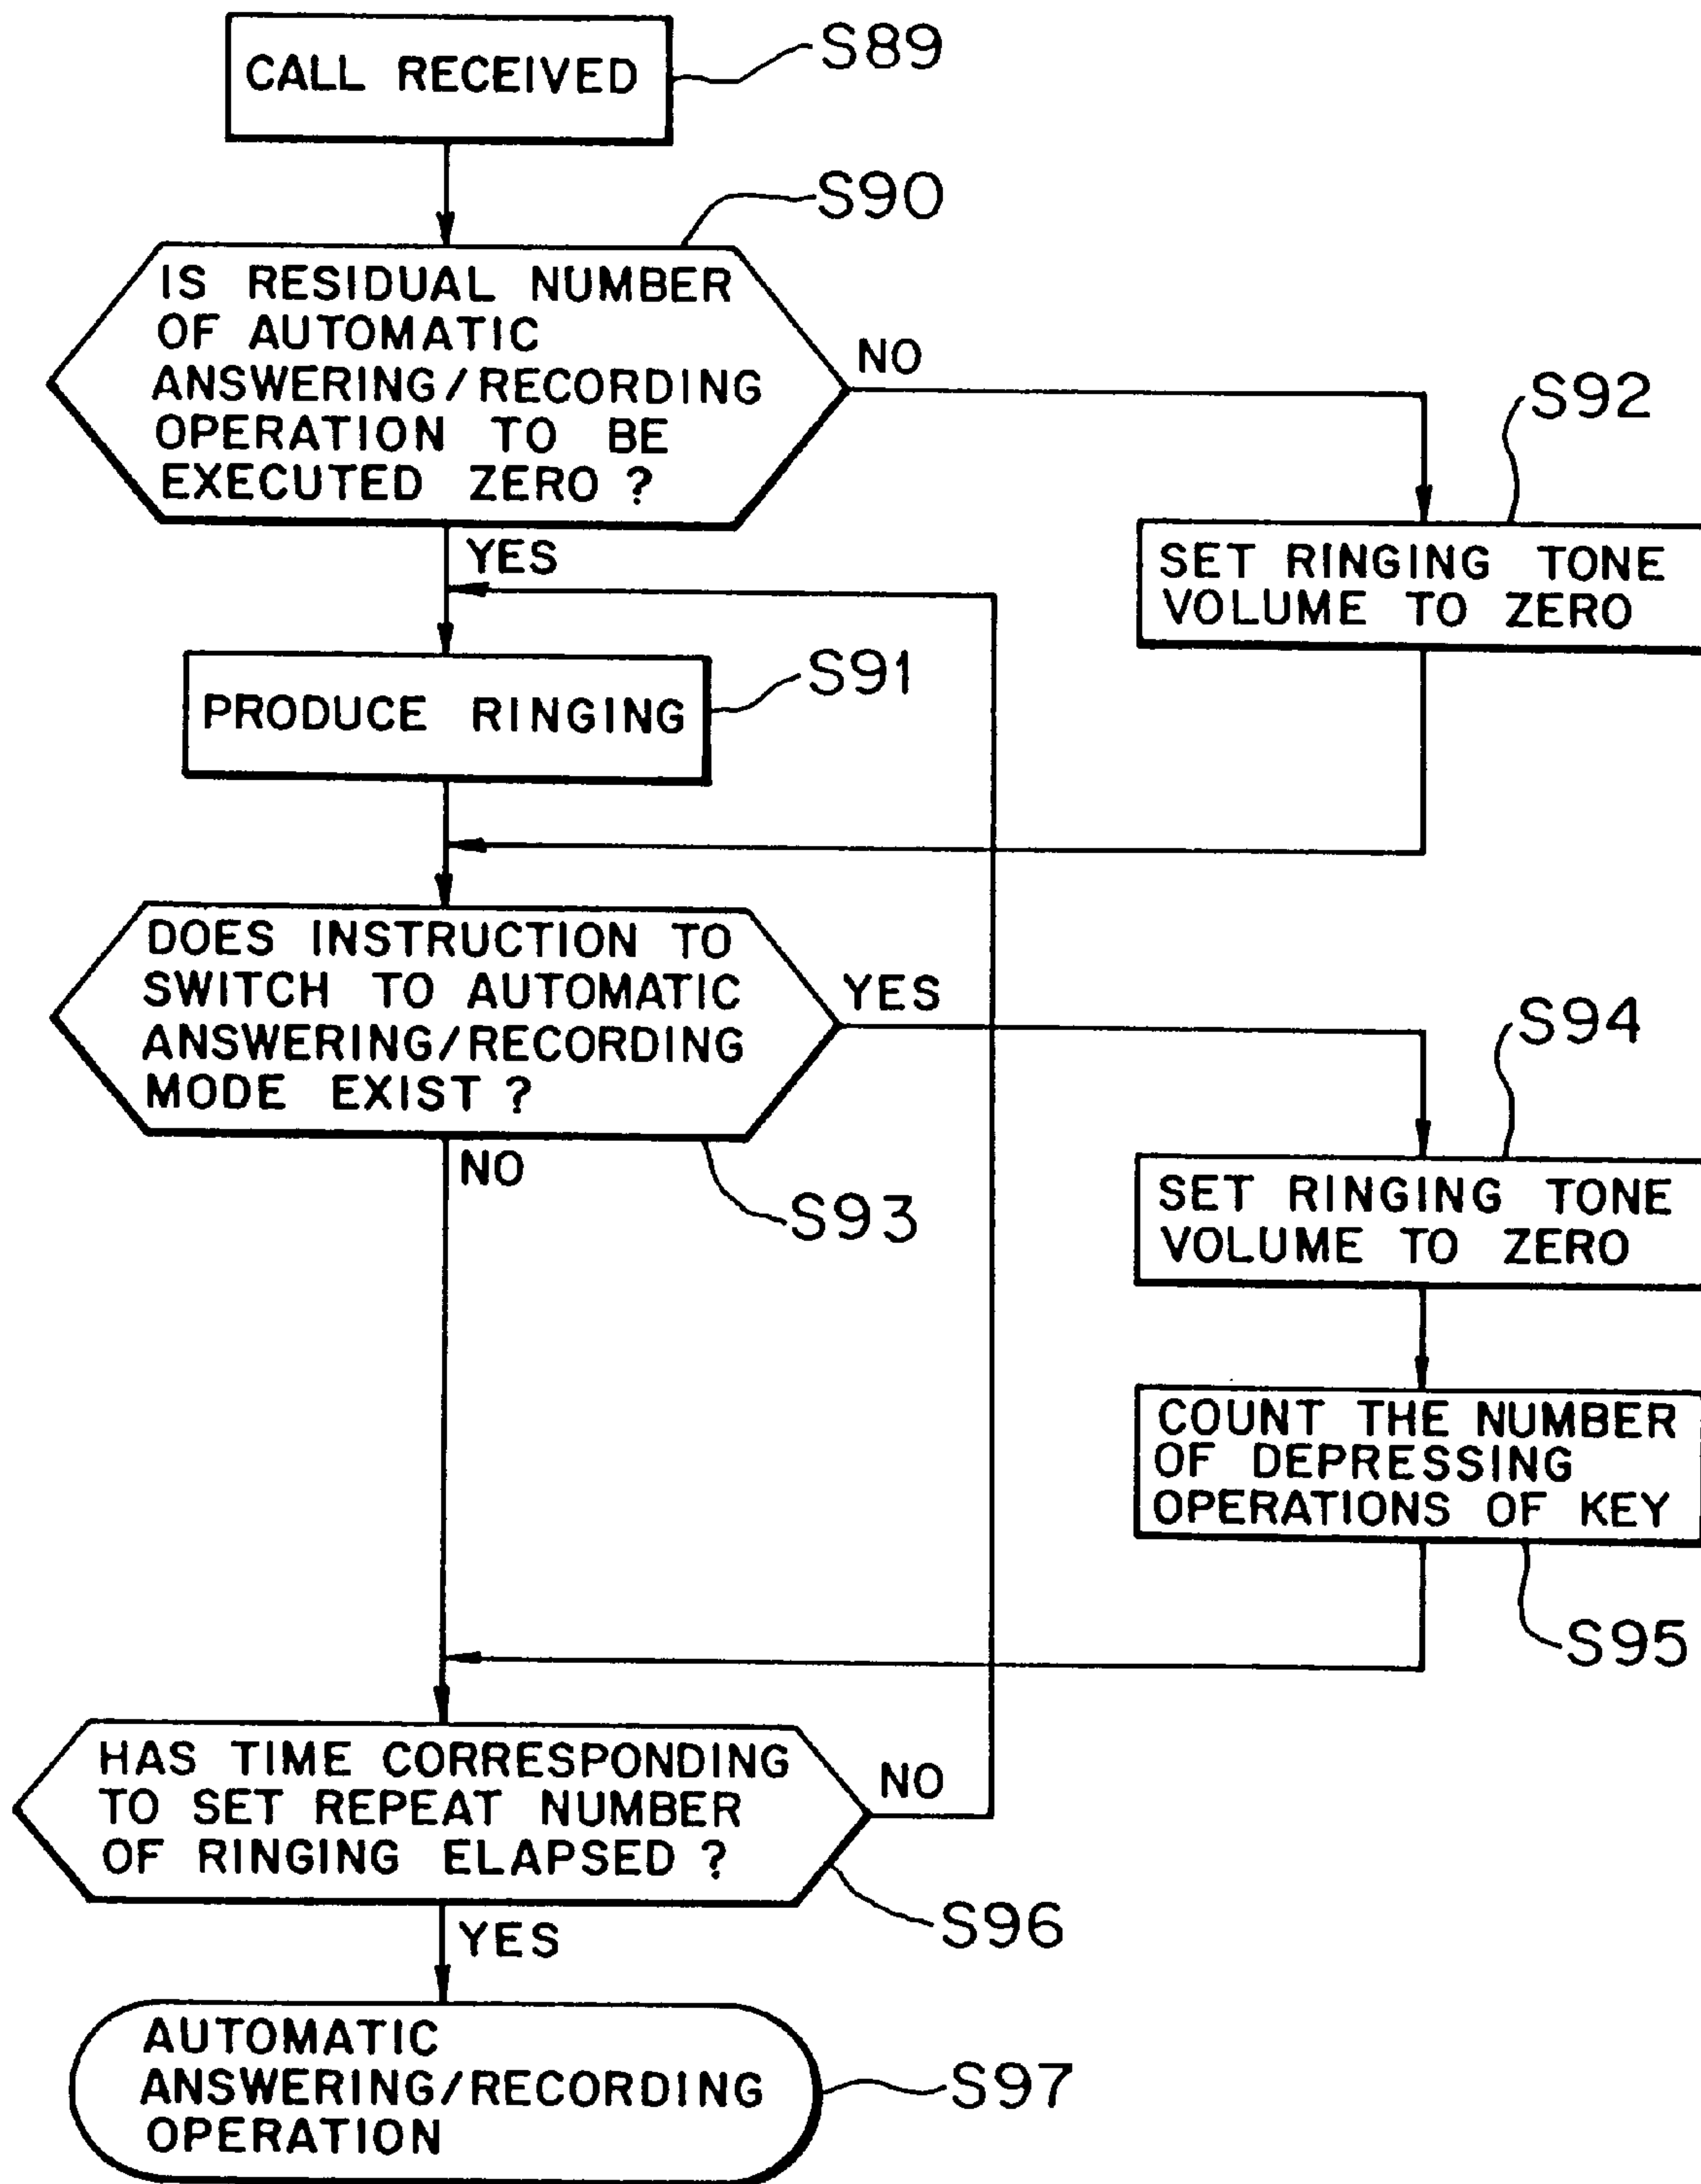 CALL RECEIVED
S89
S90
IS RESIDUAL NUMBER
OF AUTOMATIC
ANSWERING/RECORDING
OPERATION TO BE
EXECUTED ZERO ?
NO
YES
S92
SET RINGING TONE
VOLUME TO ZERO
S91
PRODUCE RINGING
DOES INSTRUCTION TO
SWITCH TO AUTOMATIC
ANSWERING/RECORDING
MODE EXIST ?
YES
NO
S93
S94
SET RINGING TONE
VOLUME TO ZERO
COUNT THE NUMBER
OF DEPRESSING
OPERATIONS OF KEY
S95
HAS TIME CORRESPONDING
TO SET REPEAT NUMBER
OF RINGING ELAPSED ?
NO
S96
YES
AUTOMATIC
ANSWERING/RECORDING
OPERATION
S97